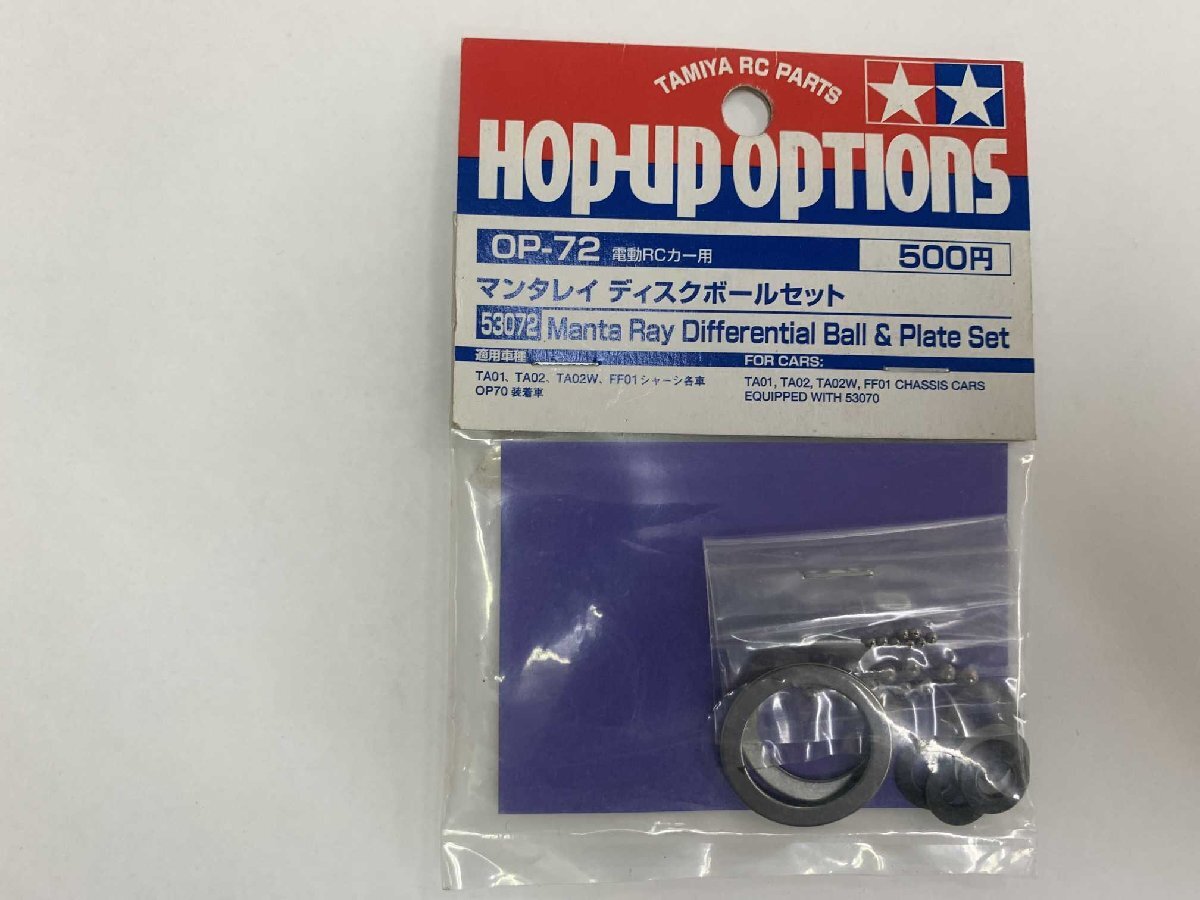 TAMIYA RC PARTS
HOP-UP OPTIONS
OP-72 電動RCカー用 500円
マンタレイ ディスクボールセット
53072 Manta Ray Differential Ball & Plate Set
適用車種
TA01、TA02、TA02W、FF01シャーシ各車
OP70 装着車
FOR CARS:
TA01, TA02, TA02W, FF01 CHASSIS CARS
EQUIPPED WITH 53070